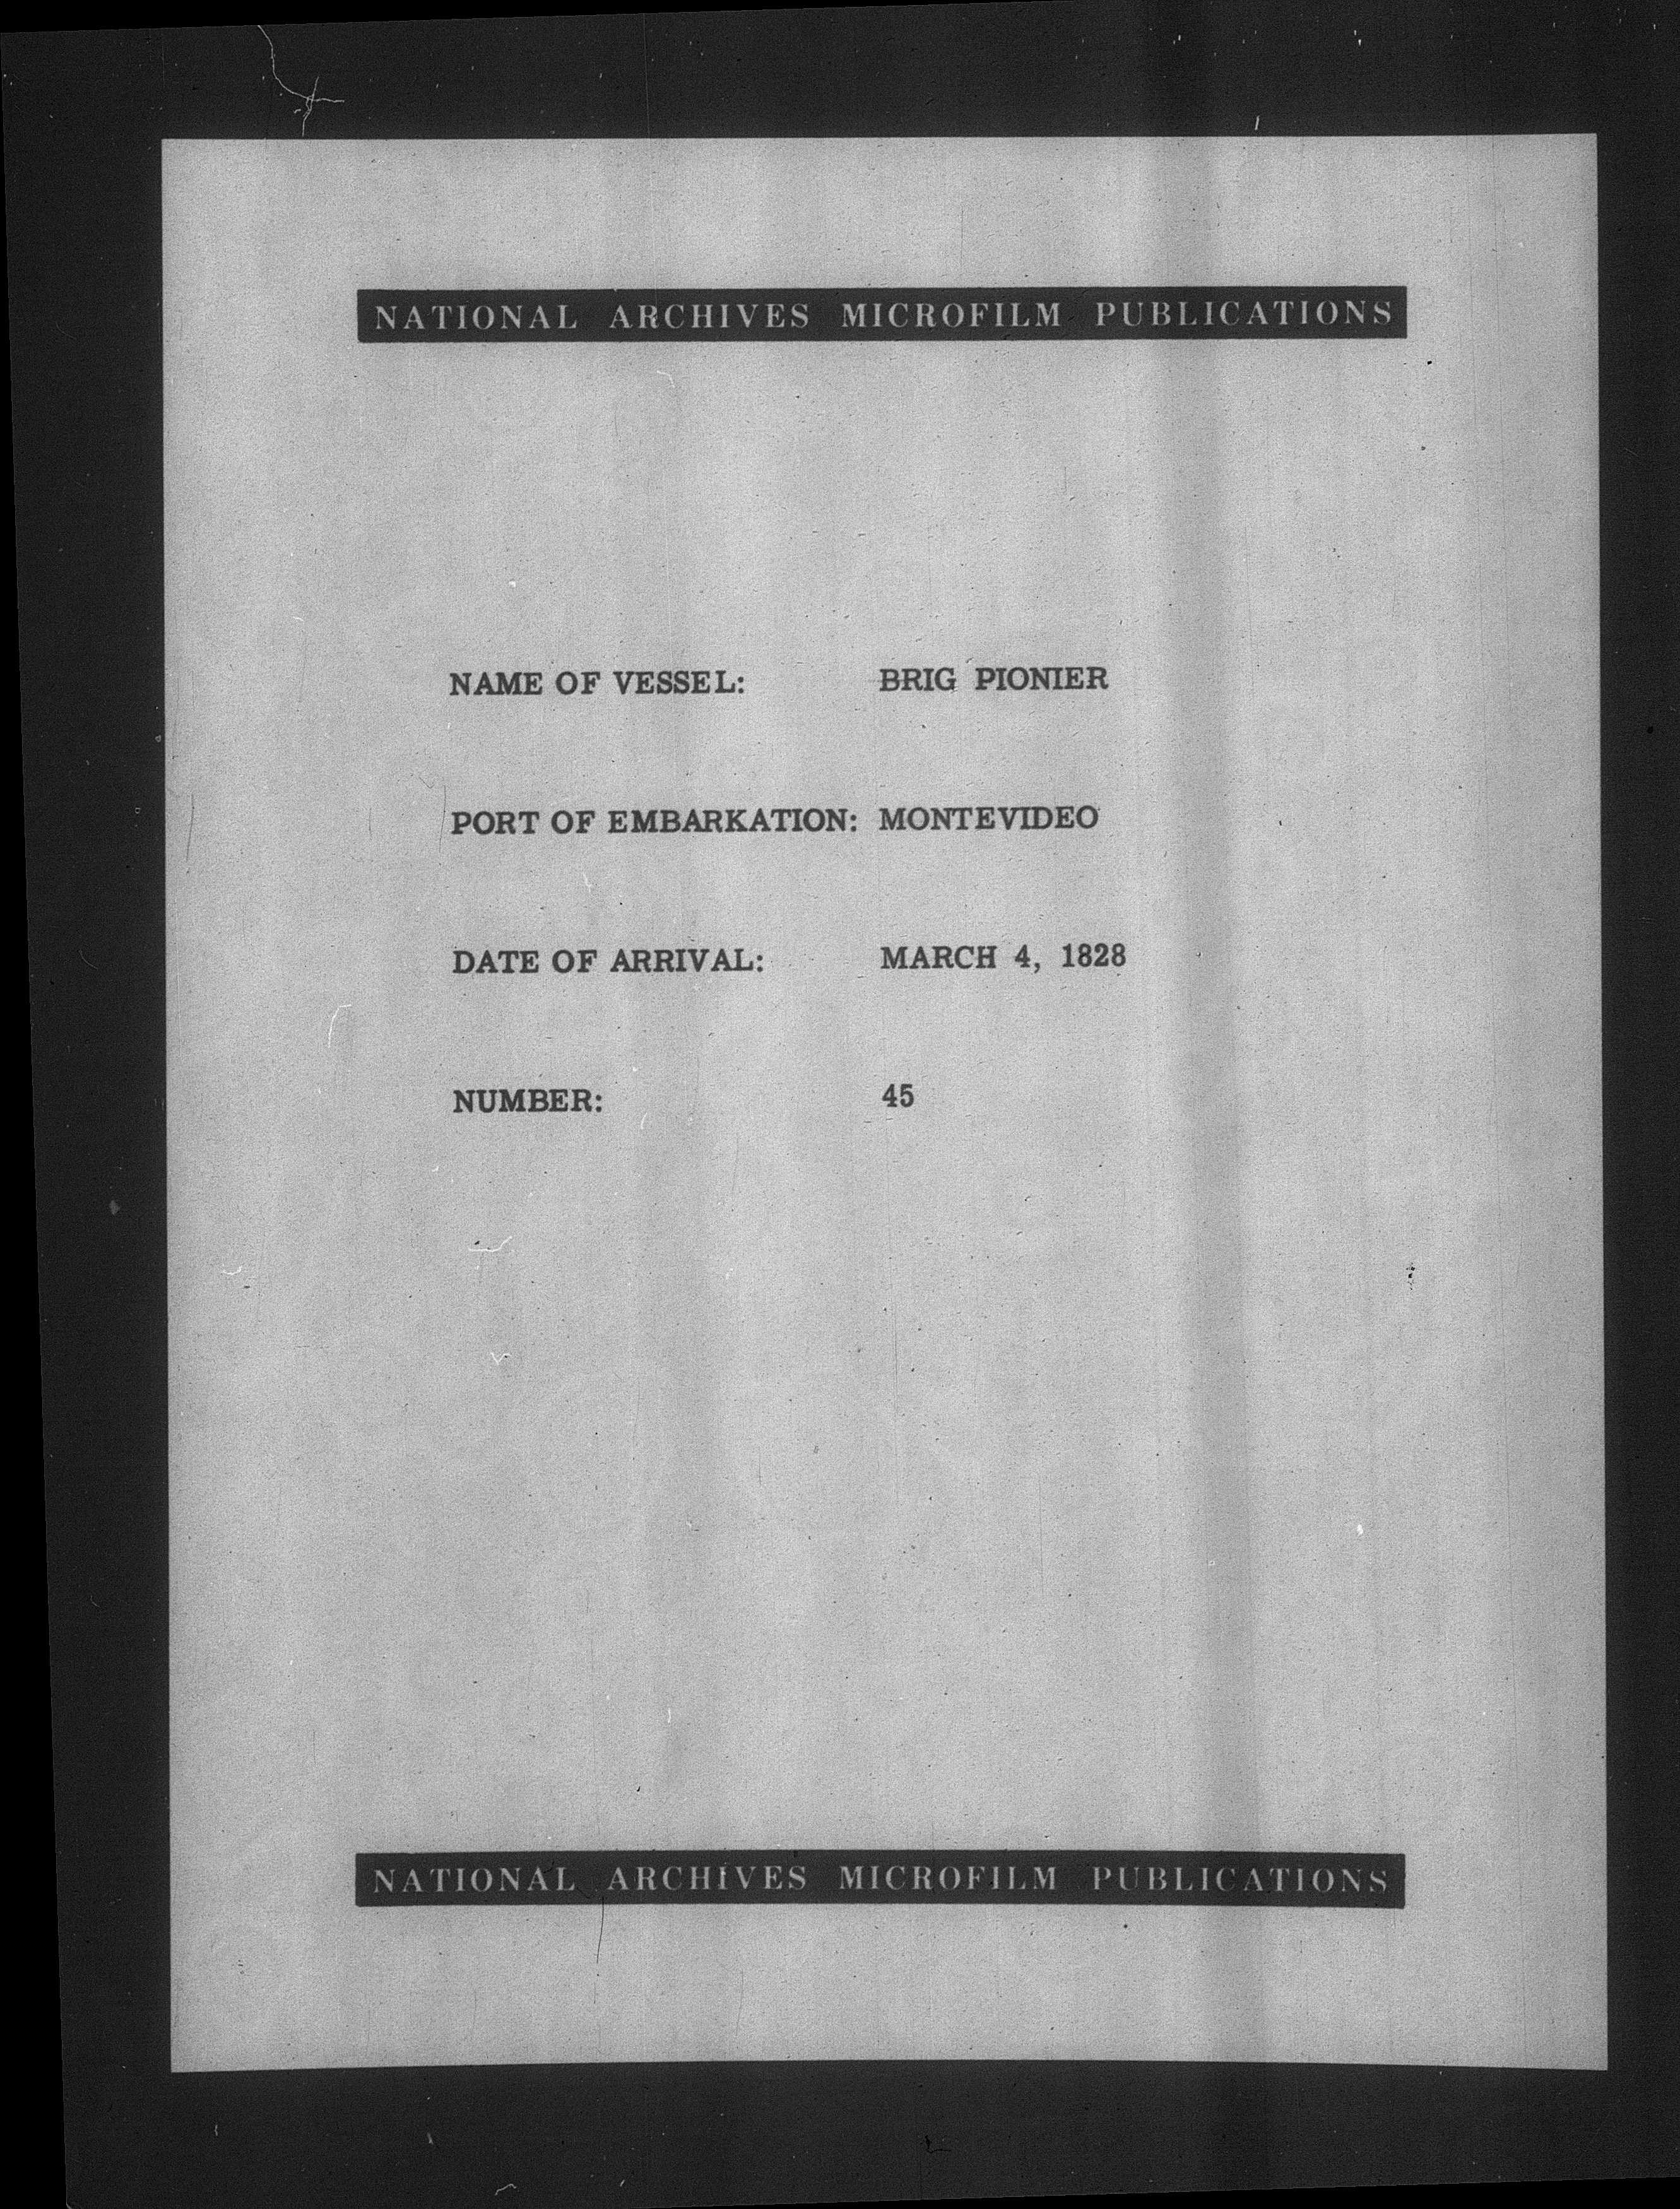 NATIONAL ARCHIVES MICROFILM PUBLICATIONS
NAME OF VESSEL: BRIG PIONIER
PORT OF EMBARKATION: MONTEVIDEO
DATE OF ARRIVAL: MARCH 4, 1828
NUMBER: 45
NATIONAL ARCHIVES MICROFILM PUBLICATIONS